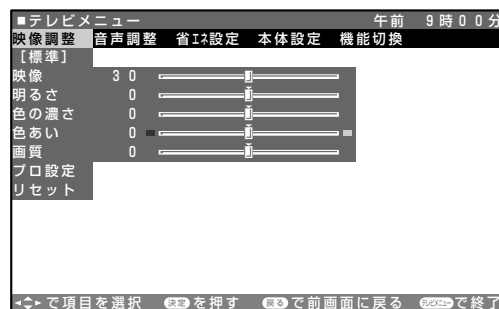 ■テレビメニュー 午前 9時00分
映像調整 音声調整 省エネ設定 本体設定 機能切換
[標準]
映像 30
明るさ 0
色の濃さ 0
色あい 0
画質 0
プロ設定
リセット
で項目を選択 決定を押す 戻るで前画面に戻る テレビメニューで終了